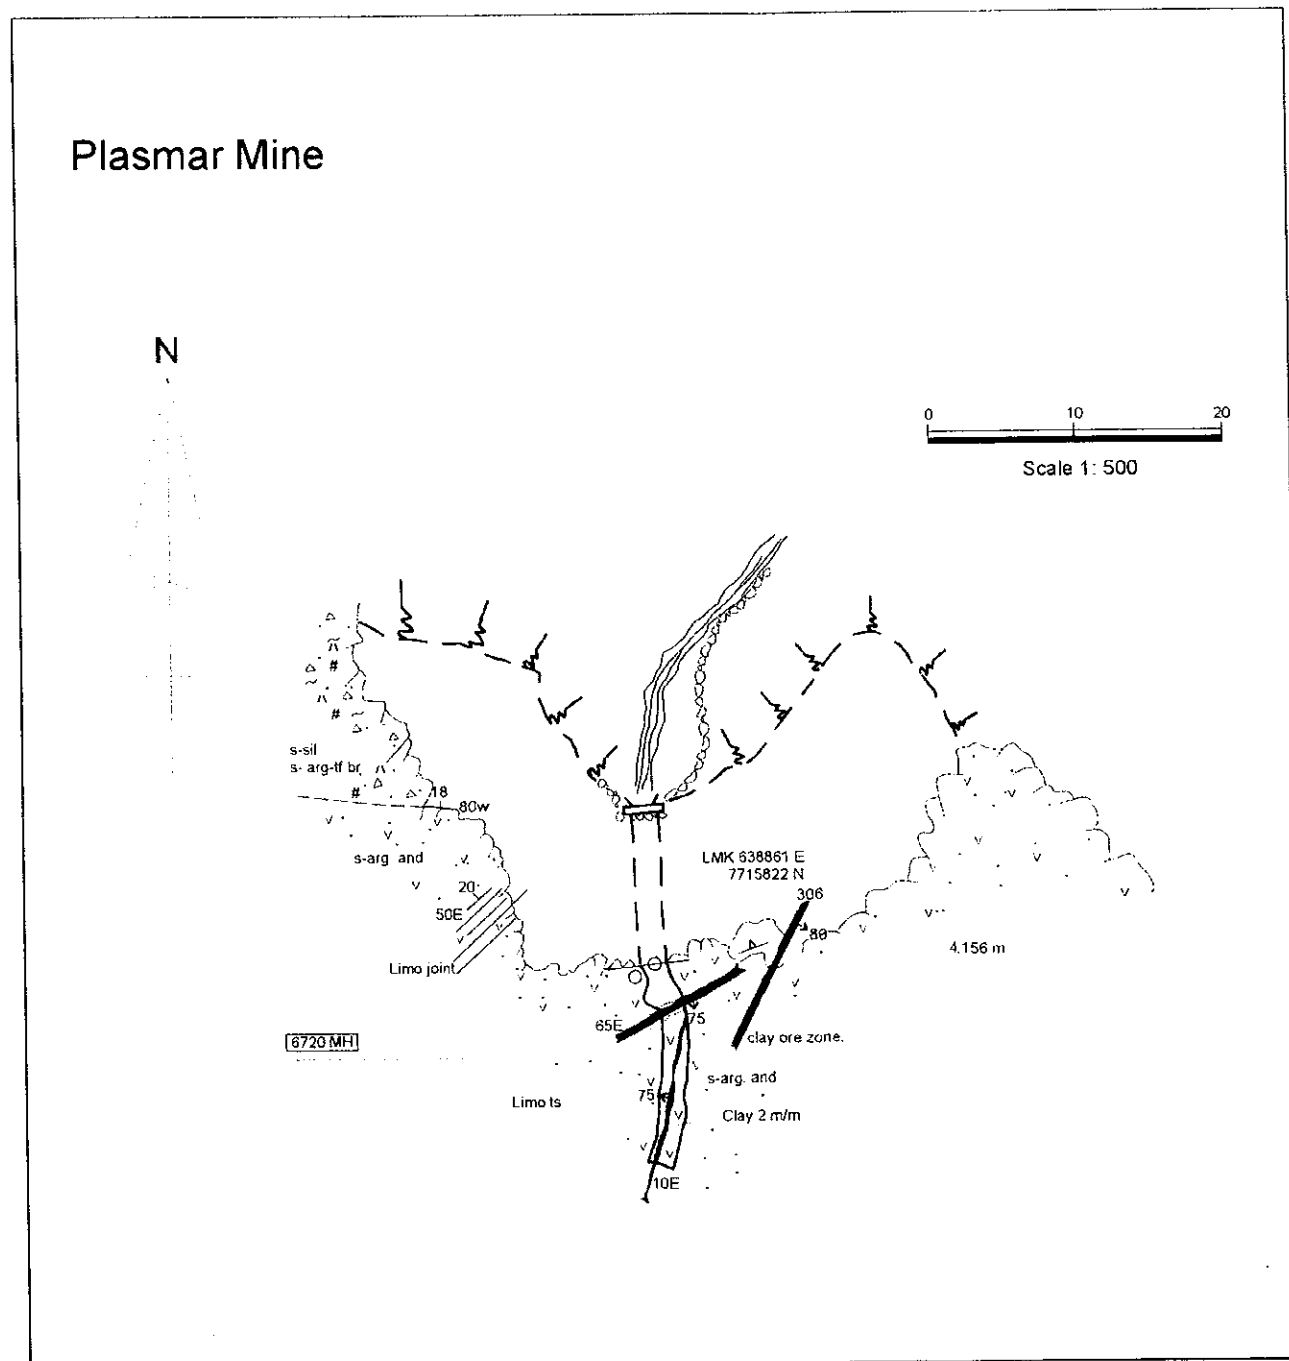 Plasmar Mine
N
0 10 20
Scale 1: 500
s-sil
s- arg-tf br
18
80w
s-arg and
20
50E
Limo joint
LMK 638861 E
7715822 N
306
80
4.156 m
65E
75
clay ore zone.
6720 MH
s-arg. and
Limo ts
75
Clay 2 m/m
10E